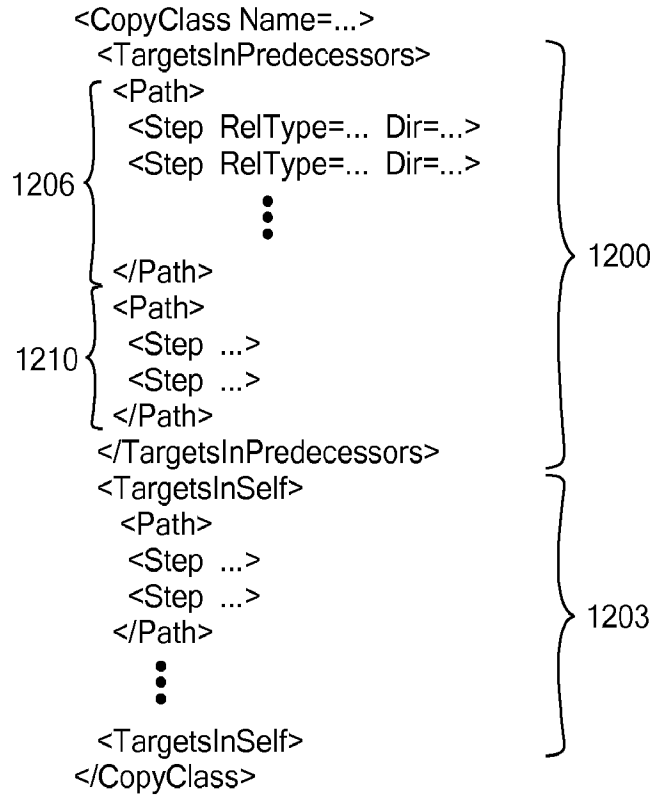 <CopyClass Name=...>
<TargetsInPredecessors>
<Path>
<Step RelType=... Dir=...>
<Step RelType=... Dir=...>
1206
</Path>
1200
<Path>
<Step ...>
1210
<Step ...>
</Path>
</TargetsInPredecessors>
<TargetsInSelf>
<Path>
<Step ...>
<Step ...>
1203
</Path>
<TargetsInSelf>
</CopyClass>